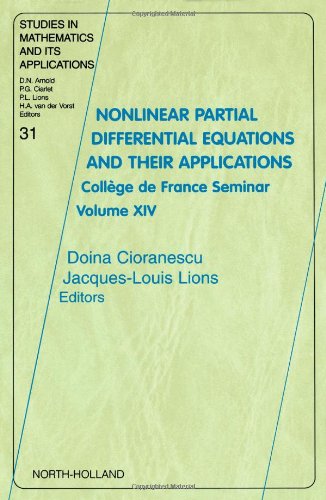 STUDIES IN
MATHEMATICS
AND ITS
APPLICATIONS
D.N. Arnold
P.G. Ciarlet
P.L. Lions
H.A. van der Vorst
Editors
31
NONLINEAR PARTIAL
DIFFERENTIAL EQUATIONS
AND THEIR APPLICATIONS
Collège de France Seminar
Volume XIV
Doina Cioranescu
Jacques-Louis Lions
Editors
NORTH-HOLLAND